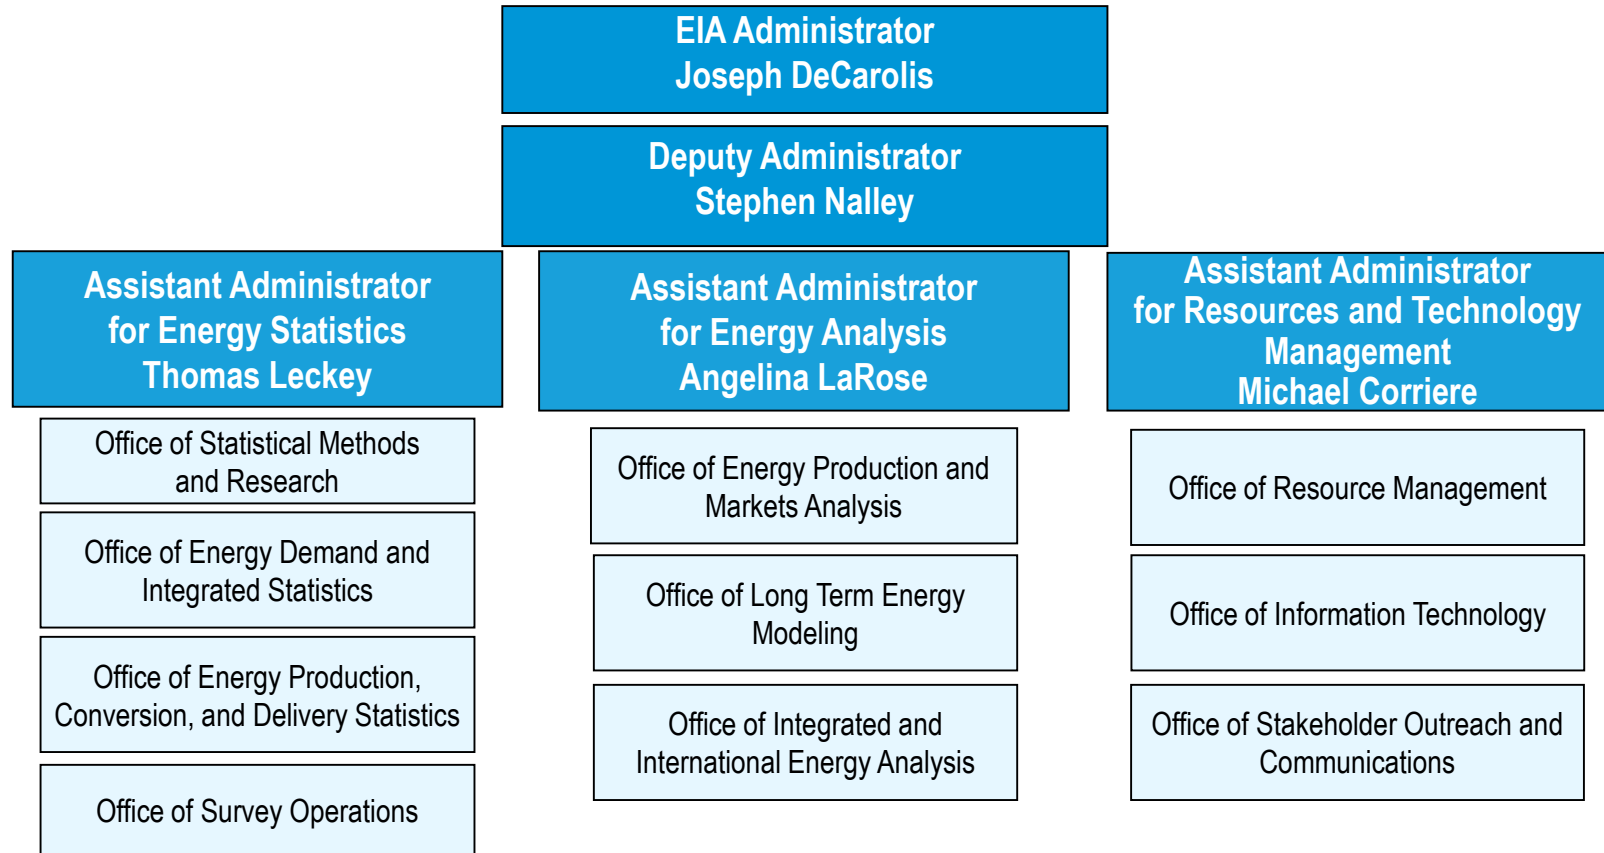 EIA Administrator
Joseph DeCarolis
Deputy Administrator
Stephen Nalley
Assistant Administrator
for Energy Statistics
Thomas Leckey
Office of Statistical Methods
and Research
Office of Energy Demand and
Integrated Statistics
Office of Energy Production,
Conversion, and Delivery Statistics
Office of Survey Operations
Assistant Administrator
for Energy Analysis
Angelina LaRose
Office of Energy Production and
Markets Analysis
Office of Long Term Energy
Modeling
Office of Integrated and
International Energy Analysis
Assistant Administrator
for Resources and Technology
Management
Michael Corriere
Office of Resource Management
Office of Information Technology
Office of Stakeholder Outreach and
Communications